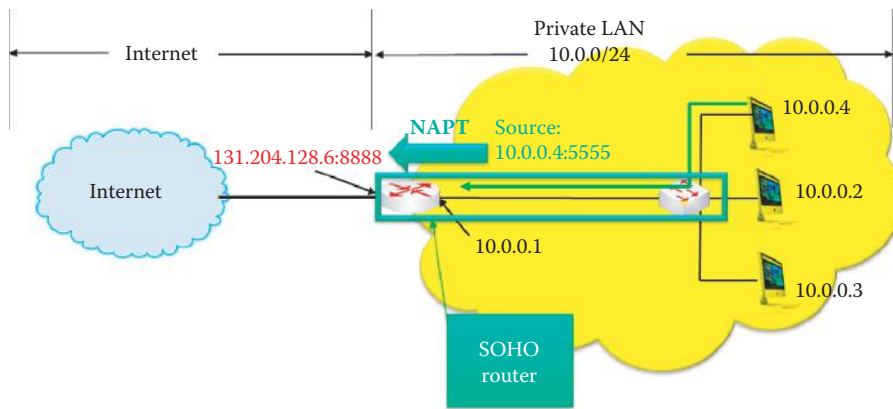 Internet
Private LAN
10.0.0/24
NAPT
Source:
10.0.0.4:5555
131.204.128.6:8888
10.0.0.4
Internet
10.0.0.2
10.0.0.1
10.0.0.3
SOHO
router